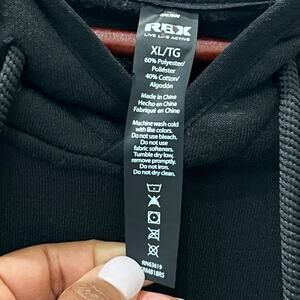 RBX
LIVE LIFE ACTIVE
XL/TG
60% Polyester/
Poliéster
40% Cotton/
Algodón
Made in China
Hecho en China
Fabriqué en China
Machine wash cold
with like colors.
Do not use bleach.
Do not use
fabric softeners.
Tumble dry low,
remove promptly.
Do not iron.
Do not dry clean.
RN63619